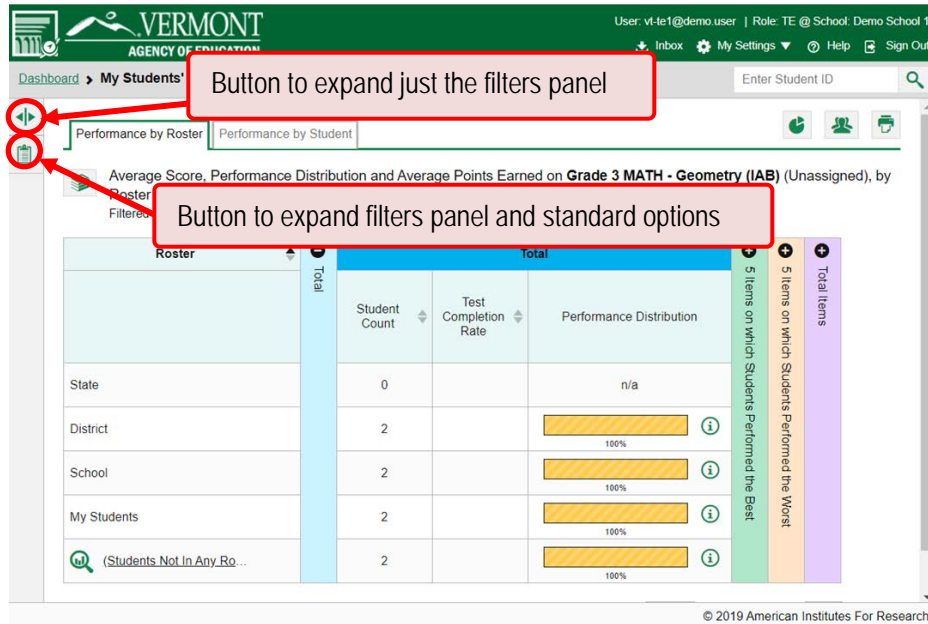 VERMONT
AGENCY OF EDUCATION
User: vt-te1@demo.user | Role: TE @ School: Demo School 1
Inbox My Settings ▼ Help Sign Out
Dashboard > My Students'
Enter Student ID
Button to expand just the filters panel
Performance by Roster
Performance by Student
Average Score, Performance Distribution and Average Points Earned on Grade 3 MATH - Geometry (IAB) (Unassigned), by
Roster
Filtered
Button to expand filters panel and standard options
Roster
Total
Total
Student Count
Test Completion Rate
Performance Distribution
5 Items on which Students Performed the Best
5 Items on which Students Performed the Worst
Total Items
State 0 n/a
District 2 100%
School 2 100%
My Students 2 100%
(Students Not In Any Ro... 2 100%
© 2019 American Institutes For Research